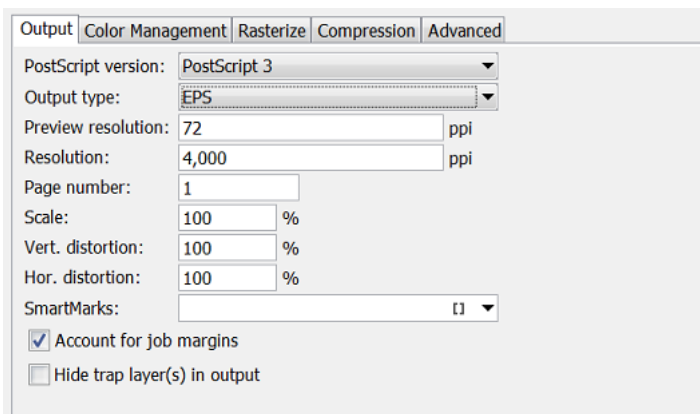 Output Color Management Rasterize Compression Advanced
PostScript version: PostScript 3
Output type: EPS
Preview resolution: 72 ppi
Resolution: 4,000 ppi
Page number: 1
Scale: 100 %
Vert. distortion: 100 %
Hor. distortion: 100 %
SmartMarks: []
Account for job margins
Hide trap layer(s) in output